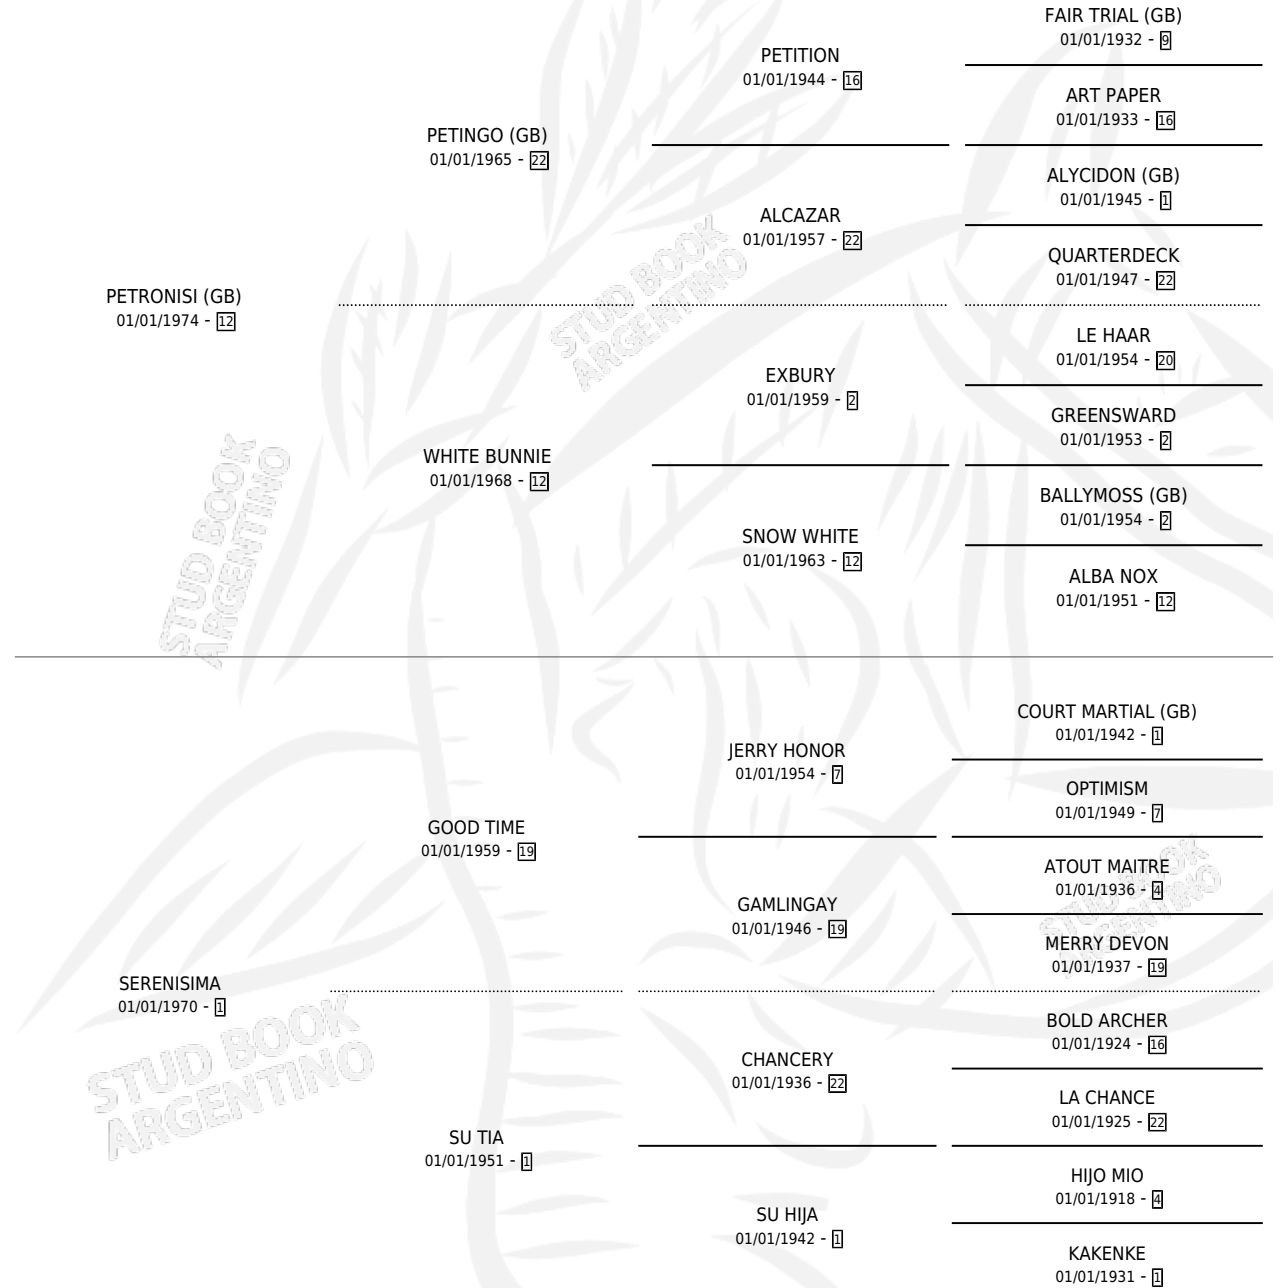 FAIR TRIAL (GB)
01/01/1932 - 9
PETITION
01/01/1944 - 16
ART PAPER
01/01/1933 - 16
PETINGO (GB)
01/01/1965 - 22
ALYCIDON (GB)
01/01/1945 - 1
ALCAZAR
01/01/1957 - 22
QUARTERDECK
01/01/1947 - 22
PETRONISI (GB)
01/01/1974 - 12
LE HAAR
01/01/1954 - 20
EXBURY
01/01/1959 - 2
GREENSWARD
01/01/1953 - 2
WHITE BUNNIE
01/01/1968 - 12
BALLYMOSS (GB)
01/01/1954 - 2
SNOW WHITE
01/01/1963 - 12
ALBA NOX
01/01/1951 - 12
STUD BOOK
ARGENTINO
STUD BOOK
ARGENTINO
COURT MARTIAL (GB)
01/01/1942 - 1
JERRY HONOR
01/01/1954 - 7
OPTIMISM
01/01/1949 - 7
GOOD TIME
01/01/1959 - 19
ATOUT MAITRE
01/01/1936 - 4
GAMLINGAY
01/01/1946 - 19
MERRY DEVON
01/01/1937 - 19
STUD BOOK
ARGENTINO
SERENISIMA
01/01/1970 - 1
BOLD ARCHER
01/01/1924 - 16
CHANCERY
01/01/1936 - 22
LA CHANCE
01/01/1925 - 22
STUD BOOK
ARGENTINO
SU TIA
01/01/1951 - 1
HIJO MIO
01/01/1918 - 4
SU HIJA
01/01/1942 - 1
KAKENKE
01/01/1931 - 1